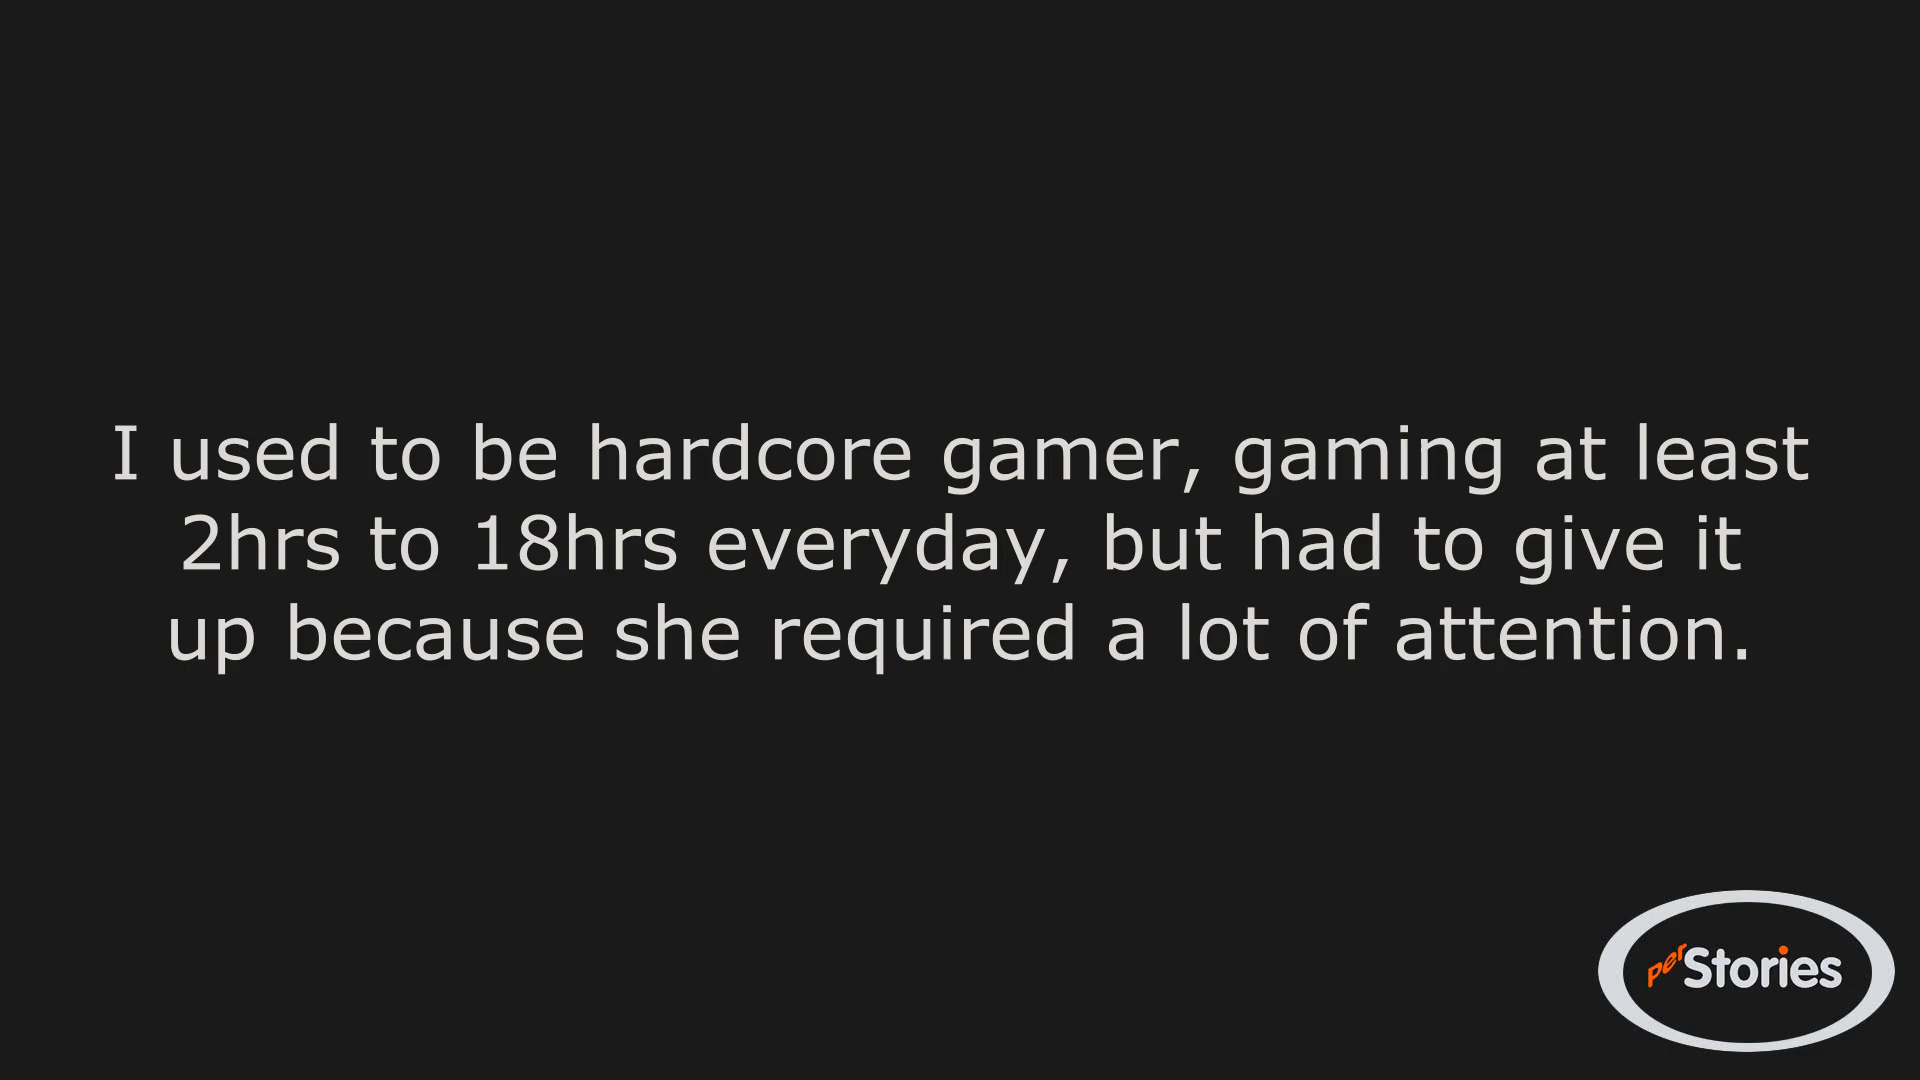 I used to be hardcore gamer, gaming at least
2hrs to 18hrs everyday, but had to give it
up because she required a lot of attention.
perStories